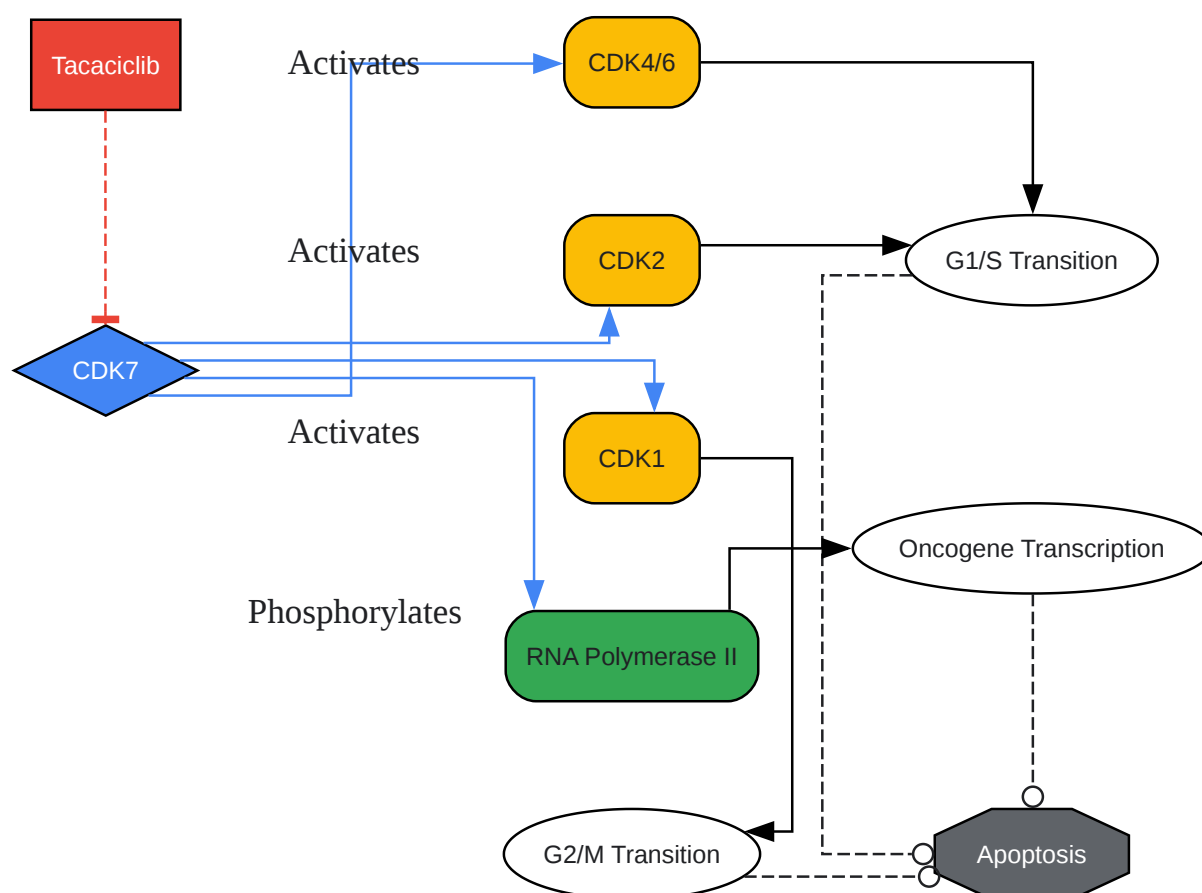 Tacaciclib
Activates
CDK4/6
Activates
CDK2
G1/S Transition
CDK7
Activates
CDK1
Oncogene Transcription
Phosphorylates
RNA Polymerase II
G2/M Transition
Apoptosis